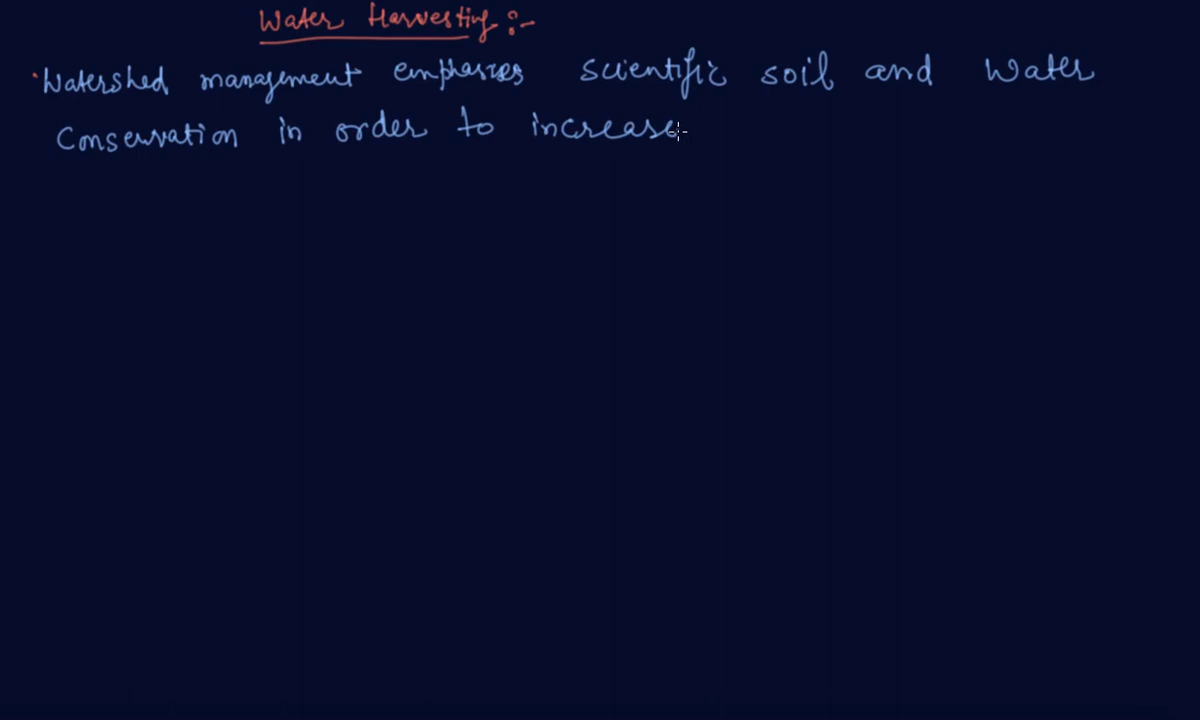 Water Harvesting :-
• Watershed management emphasizes scientific soil and water
Conservation in order to increase